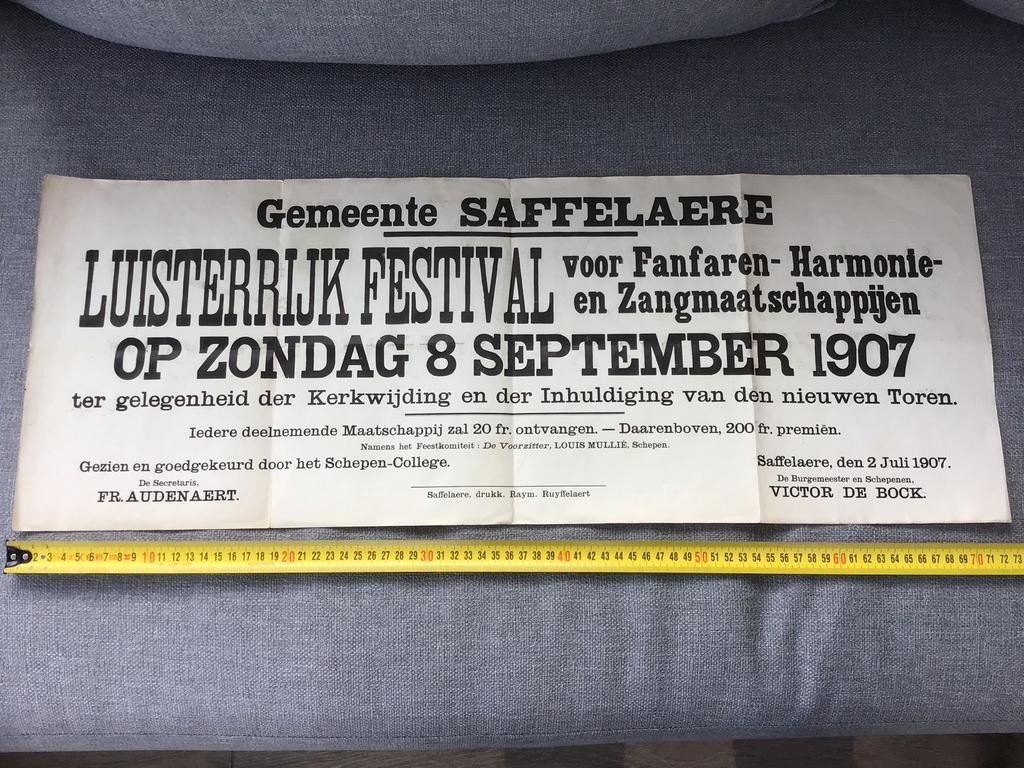 Gemeente SAFFELAERE
LUISTERRIJK FESTIVAL voor Fanfaren- Harmonie-
en Zangmaatschappijen
OP ZONDAG 8 SEPTEMBER 1907
ter gelegenheid der Kerkwijding en der Inhuldiging van den nieuwen Toren.
Iedere deelnemende Maatschappij zal 20 fr. ontvangen. — Daarenboven, 200 fr. premiën.
Namens het Feestkomiteit : De Voorzitter, LOUIS MULLIÉ, Schepen.
Gezien en goedgekeurd door het Schepen-College.
De Secretaris,
FR. AUDENAERT.
Saffelaere, den 2 Juli 1907.
De Burgemeester en Schepenen,
VICTOR DE BOCK.
Saffelaere, drukk. Raym. Ruyffelaert
2 3 4 5 6 7 8 9 10 11 12 13 14 15 16 17 18 19 20 21 22 23 24 25 26 27 28 29 30 31 32 33 34 35 36 37 38 39 40 41 42 43 44 45 46 47 48 49 50 51 52 53 54 55 56 57 58 59 60 61 62 63 64 65 66 67 68 69 70 71 72 73